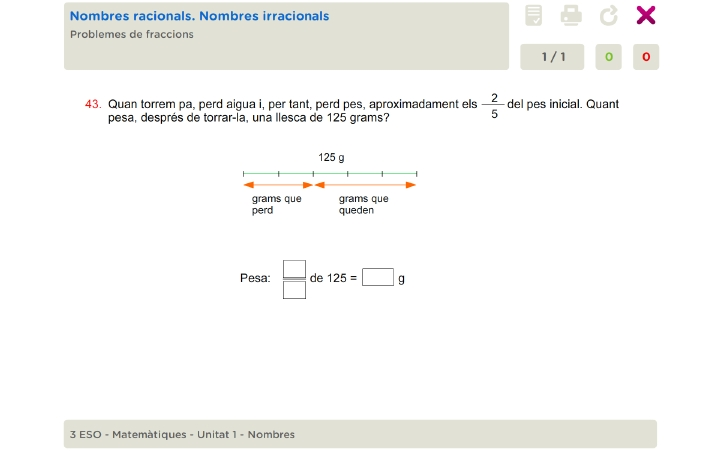 Nombres racionals. Nombres irracionals
Problemes de fraccions
1 / 1 0 0
43. Quan torrem pa, perd aigua i, per tant, perd pes, aproximadament els 2/5 del pes inicial. Quant
pesa, després de torrar-la, una llesca de 125 grams?
125 g
grams que grams que
perd queden
Pesa: de 125 = g
3 ESO - Matemàtiques - Unitat 1 - Nombres